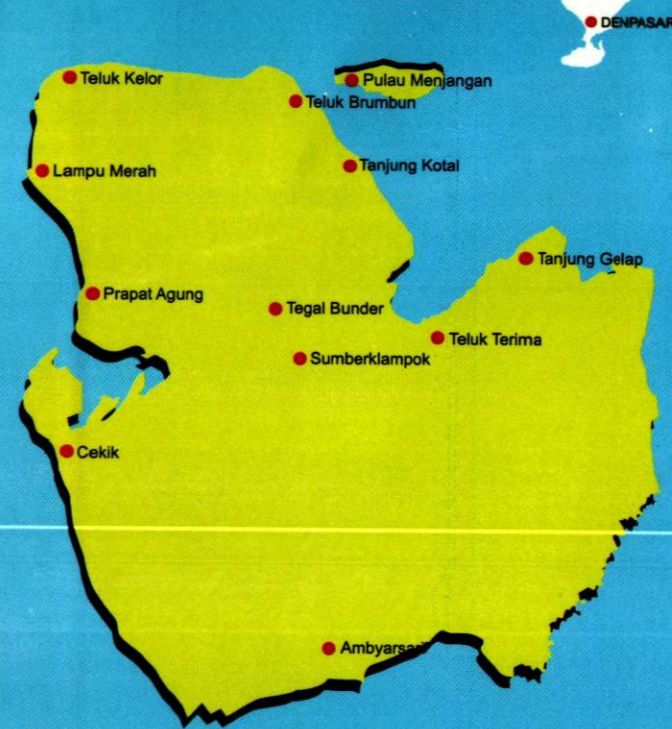 DENPASAR
Teluk Kelor
Pulau Menjangan
Teluk Brumbun
Lampu Merah
Tanjung Kotal
Tanjung Gelap
Prapat Agung
Tegal Bunder
Teluk Terima
Sumberklampok
Cekik
Ambyarsari